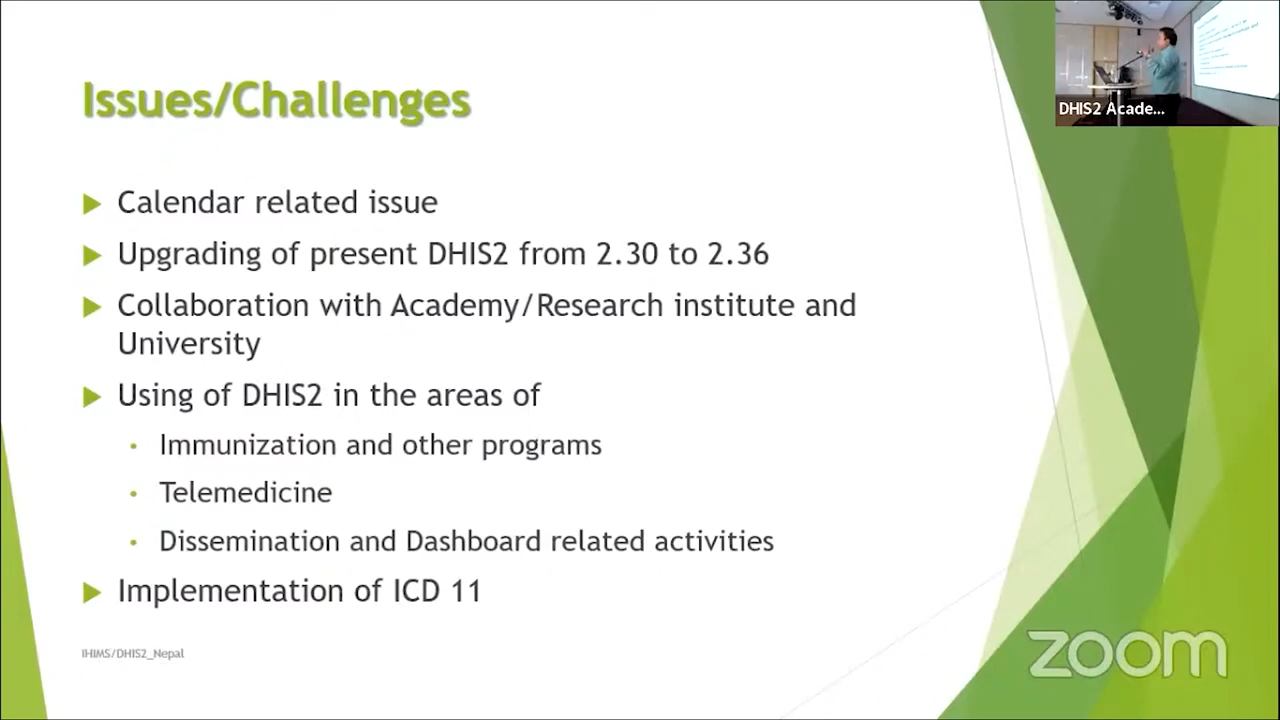 Issues/Challenges
Calendar related issue
Upgrading of present DHIS2 from 2.30 to 2.36
Collaboration with Academy/Research institute and
University
Using of DHIS2 in the areas of
Immunization and other programs
Telemedicine
Dissemination and Dashboard related activities
Implementation of ICD 11
IHIMS/DHIS2_Nepal
DHIS2 Acade...
zoom